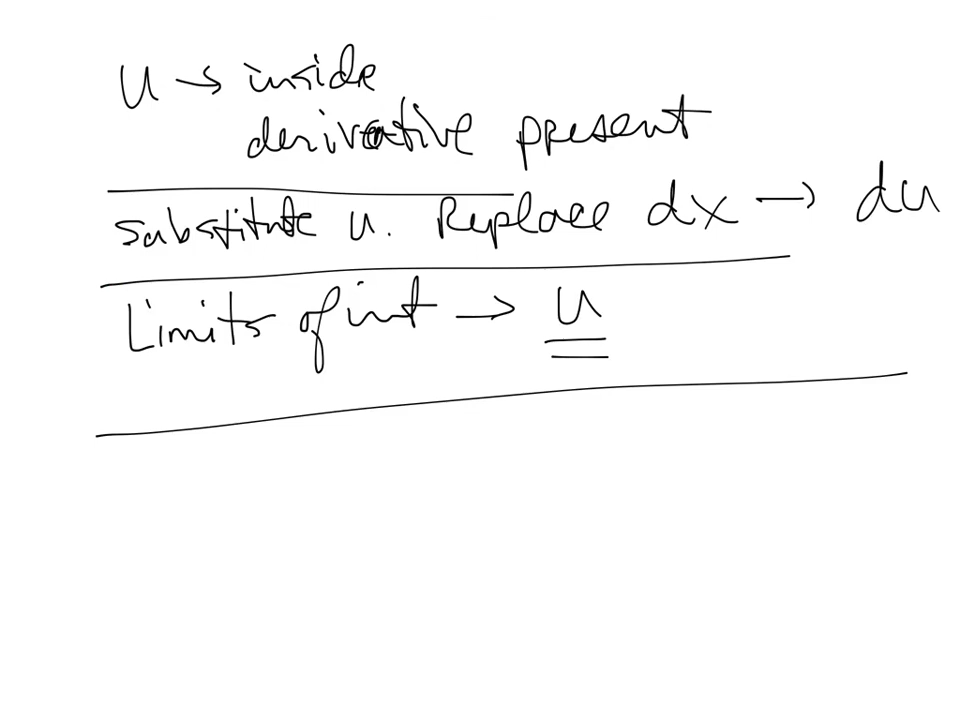 u → inside
derivative present
substitute u. Replace dx → du
Limits of int → u